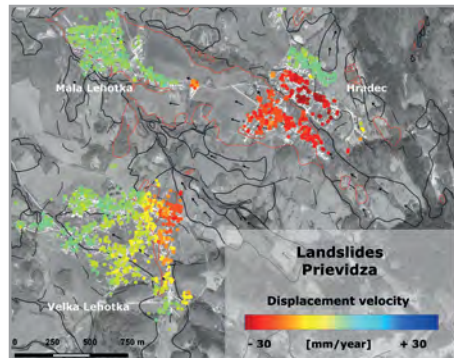 Mala Lehotka
Hradec
Velka Lehotka
Landslides
Prievidza
Displacement velocity
- 30 [mm/year] + 30
0 250 500 750 m